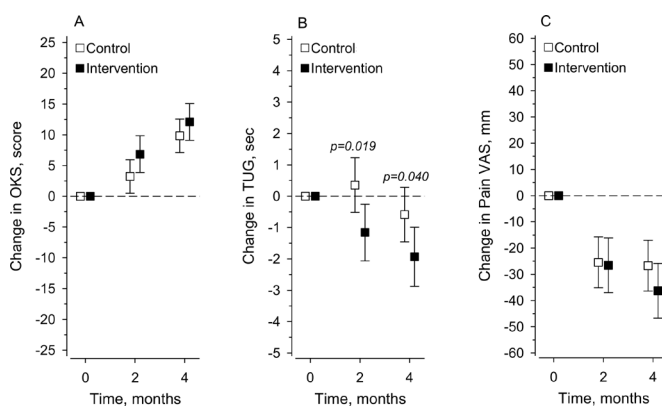 A
□ Control
■ Intervention
Change in OKS, score
25
20
15
10
5
0
-5
-10
-15
-20
-25
0 2 4
Time, months
B
□ Control
■ Intervention
Change in TUG, sec
5
4
3
2
1
0
-1
-2
-3
-4
-5
p=0.019
p=0.040
0 2 4
Time, months
C
□ Control
■ Intervention
Change in Pain VAS, mm
60
50
40
30
20
10
0
-10
-20
-30
-40
-50
-60
0 2 4
Time, months